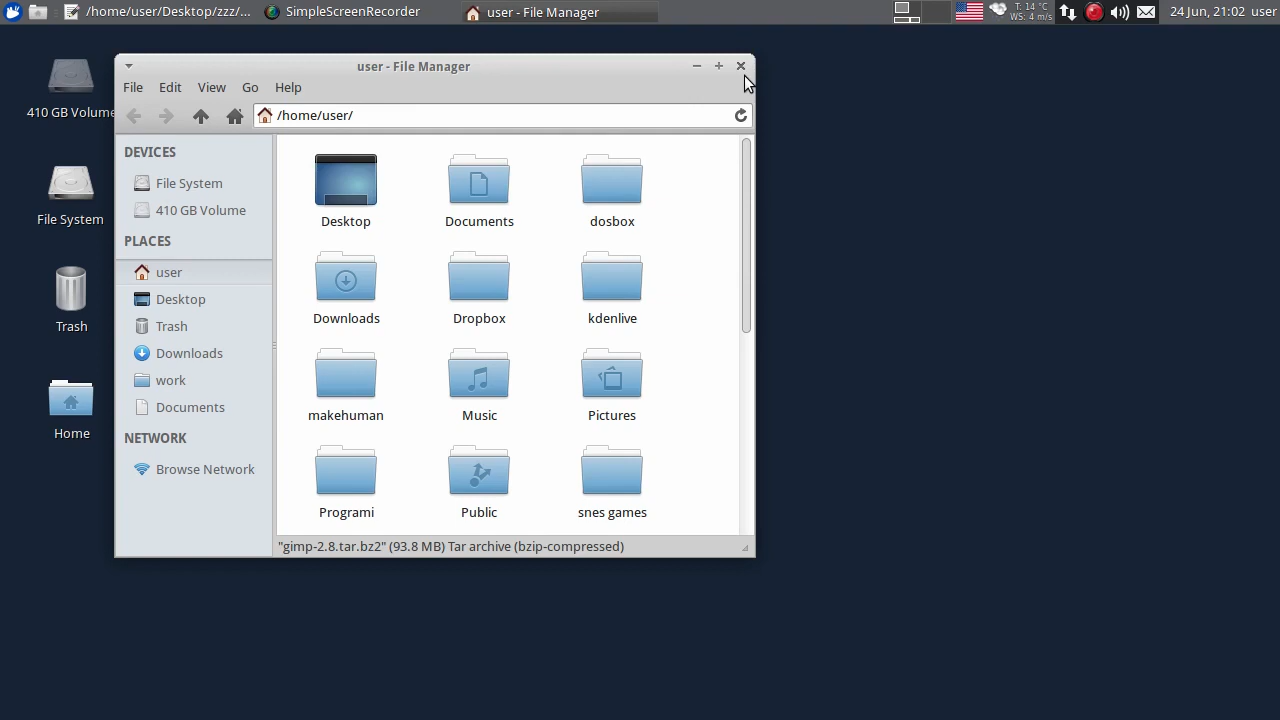 /home/user/Desktop/zzz/...
SimpleScreenRecorder
user - File Manager
T: 14 °C
WS: 4 m/s
24 Jun, 21:02
user
410 GB Volume
File System
Trash
Home
user - File Manager
File
Edit
View
Go
Help
/home/user/
DEVICES
File System
410 GB Volume
PLACES
user
Desktop
Trash
Downloads
work
Documents
NETWORK
Browse Network
Desktop
Documents
dosbox
Downloads
Dropbox
kdenlive
makehuman
Music
Pictures
Programi
Public
snes games
"gimp-2.8.tar.bz2" (93.8 MB) Tar archive (bzip-compressed)